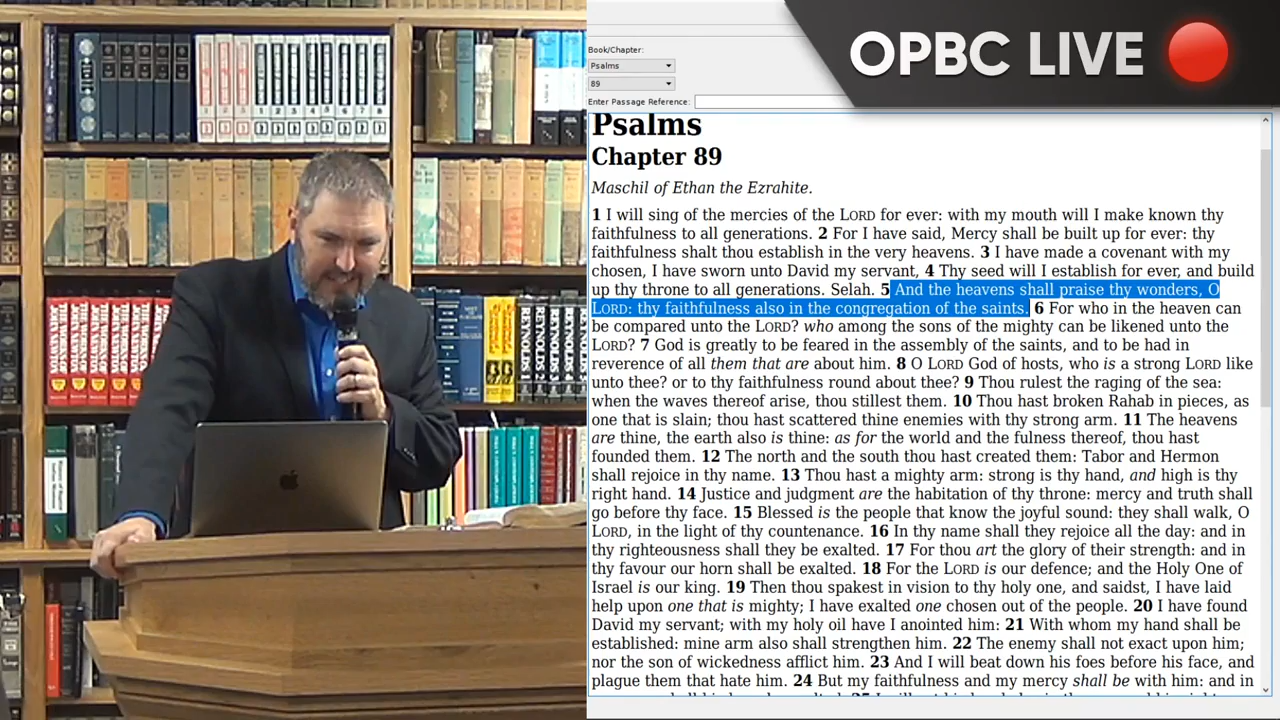 OPBC LIVE
Book/Chapter:
Psalms
89
Enter Passage Reference:
Psalms
Chapter 89
Maschil of Ethan the Ezrahite.
1 I will sing of the mercies of the LORD for ever: with my mouth will I make known thy
faithfulness to all generations. 2 For I have said, Mercy shall be built up for ever: thy
faithfulness shalt thou establish in the very heavens. 3 I have made a covenant with my
chosen, I have sworn unto David my servant, 4 Thy seed will I establish for ever, and build
up thy throne to all generations. Selah. 5 And the heavens shall praise thy wonders, O
LORD: thy faithfulness also in the congregation of the saints. 6 For who in the heaven can
be compared unto the LORD? who among the sons of the mighty can be likened unto the
LORD? 7 God is greatly to be feared in the assembly of the saints, and to be had in
reverence of all them that are about him. 8 O LORD God of hosts, who is a strong LORD like
unto thee? or to thy faithfulness round about thee? 9 Thou rulest the raging of the sea:
when the waves thereof arise, thou stillest them. 10 Thou hast broken Rahab in pieces, as
one that is slain; thou hast scattered thine enemies with thy strong arm. 11 The heavens
are thine, the earth also is thine: as for the world and the fulness thereof, thou hast
founded them. 12 The north and the south thou hast created them: Tabor and Hermon
shall rejoice in thy name. 13 Thou hast a mighty arm: strong is thy hand, and high is thy
right hand. 14 Justice and judgment are the habitation of thy throne: mercy and truth shall
go before thy face. 15 Blessed is the people that know the joyful sound: they shall walk, O
LORD, in the light of thy countenance. 16 In thy name shall they rejoice all the day: and in
thy righteousness shall they be exalted. 17 For thou art the glory of their strength: and in
thy favour our horn shall be exalted. 18 For the LORD is our defence; and the Holy One of
Israel is our king. 19 Then thou spakest in vision to thy holy one, and saidst, I have laid
help upon one that is mighty; I have exalted one chosen out of the people. 20 I have found
David my servant; with my holy oil have I anointed him: 21 With whom my hand shall be
established: mine arm also shall strengthen him. 22 The enemy shall not exact upon him;
nor the son of wickedness afflict him. 23 And I will beat down his foes before his face, and
plague them that hate him. 24 But my faithfulness and my mercy shall be with him: and in
REYNOLDS
REYNOLDS
REYNOLDS